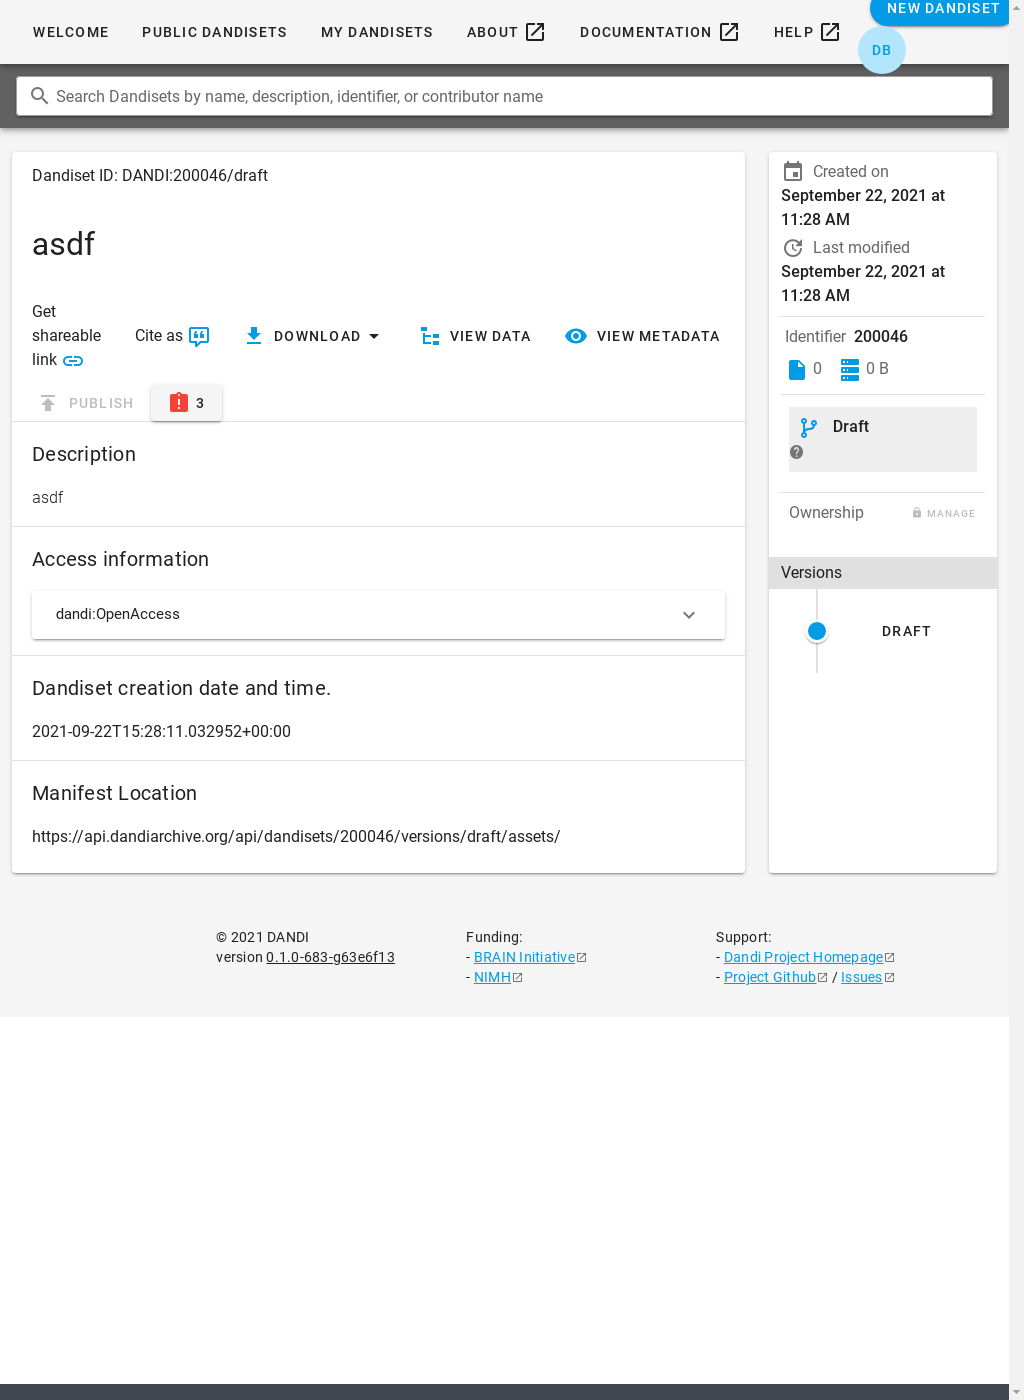 NEW DANDISET
WELCOME PUBLIC DANDISETS MY DANDISETS ABOUT DOCUMENTATION HELP
DB
Search Dandisets by name, description, identifier, or contributor name
Dandiset ID: DANDI:200046/draft
asdf
Get
shareable
link
Cite as
DOWNLOAD
VIEW DATA
VIEW METADATA
PUBLISH
3
Description
asdf
Access information
dandi:OpenAccess
Dandiset creation date and time.
2021-09-22T15:28:11.032952+00:00
Manifest Location
https://api.dandiarchive.org/api/dandisets/200046/versions/draft/assets/
Created on
September 22, 2021 at
11:28 AM
Last modified
September 22, 2021 at
11:28 AM
Identifier 200046
0 0 B
Draft
Ownership MANAGE
Versions
DRAFT
© 2021 DANDI
version 0.1.0-683-g63e6f13
Funding:
- BRAIN Initiative
- NIMH
Support:
- Dandi Project Homepage
- Project Github / Issues